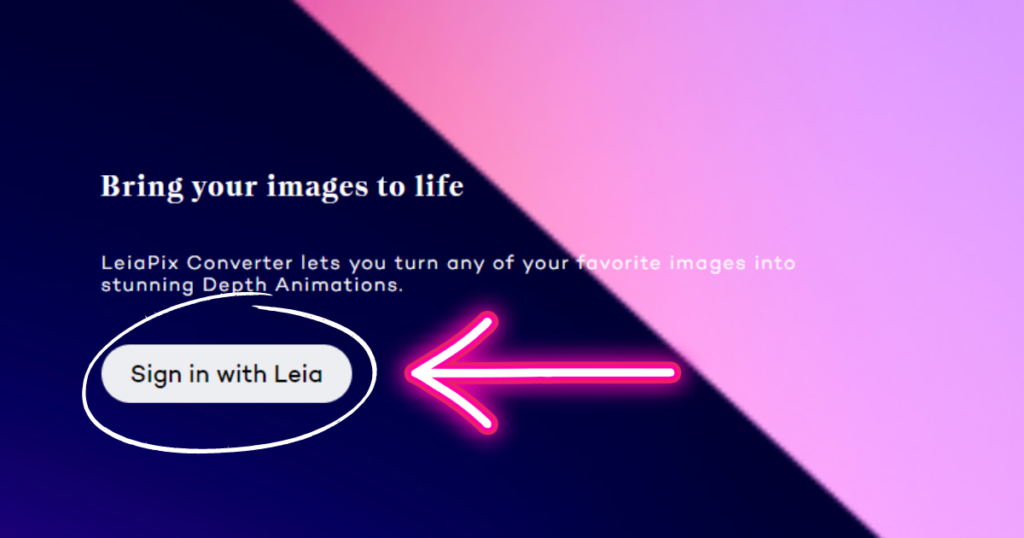 Bring your images to life
LeiaPix Converter lets you turn any of your favorite images into
stunning Depth Animations.
Sign in with Leia